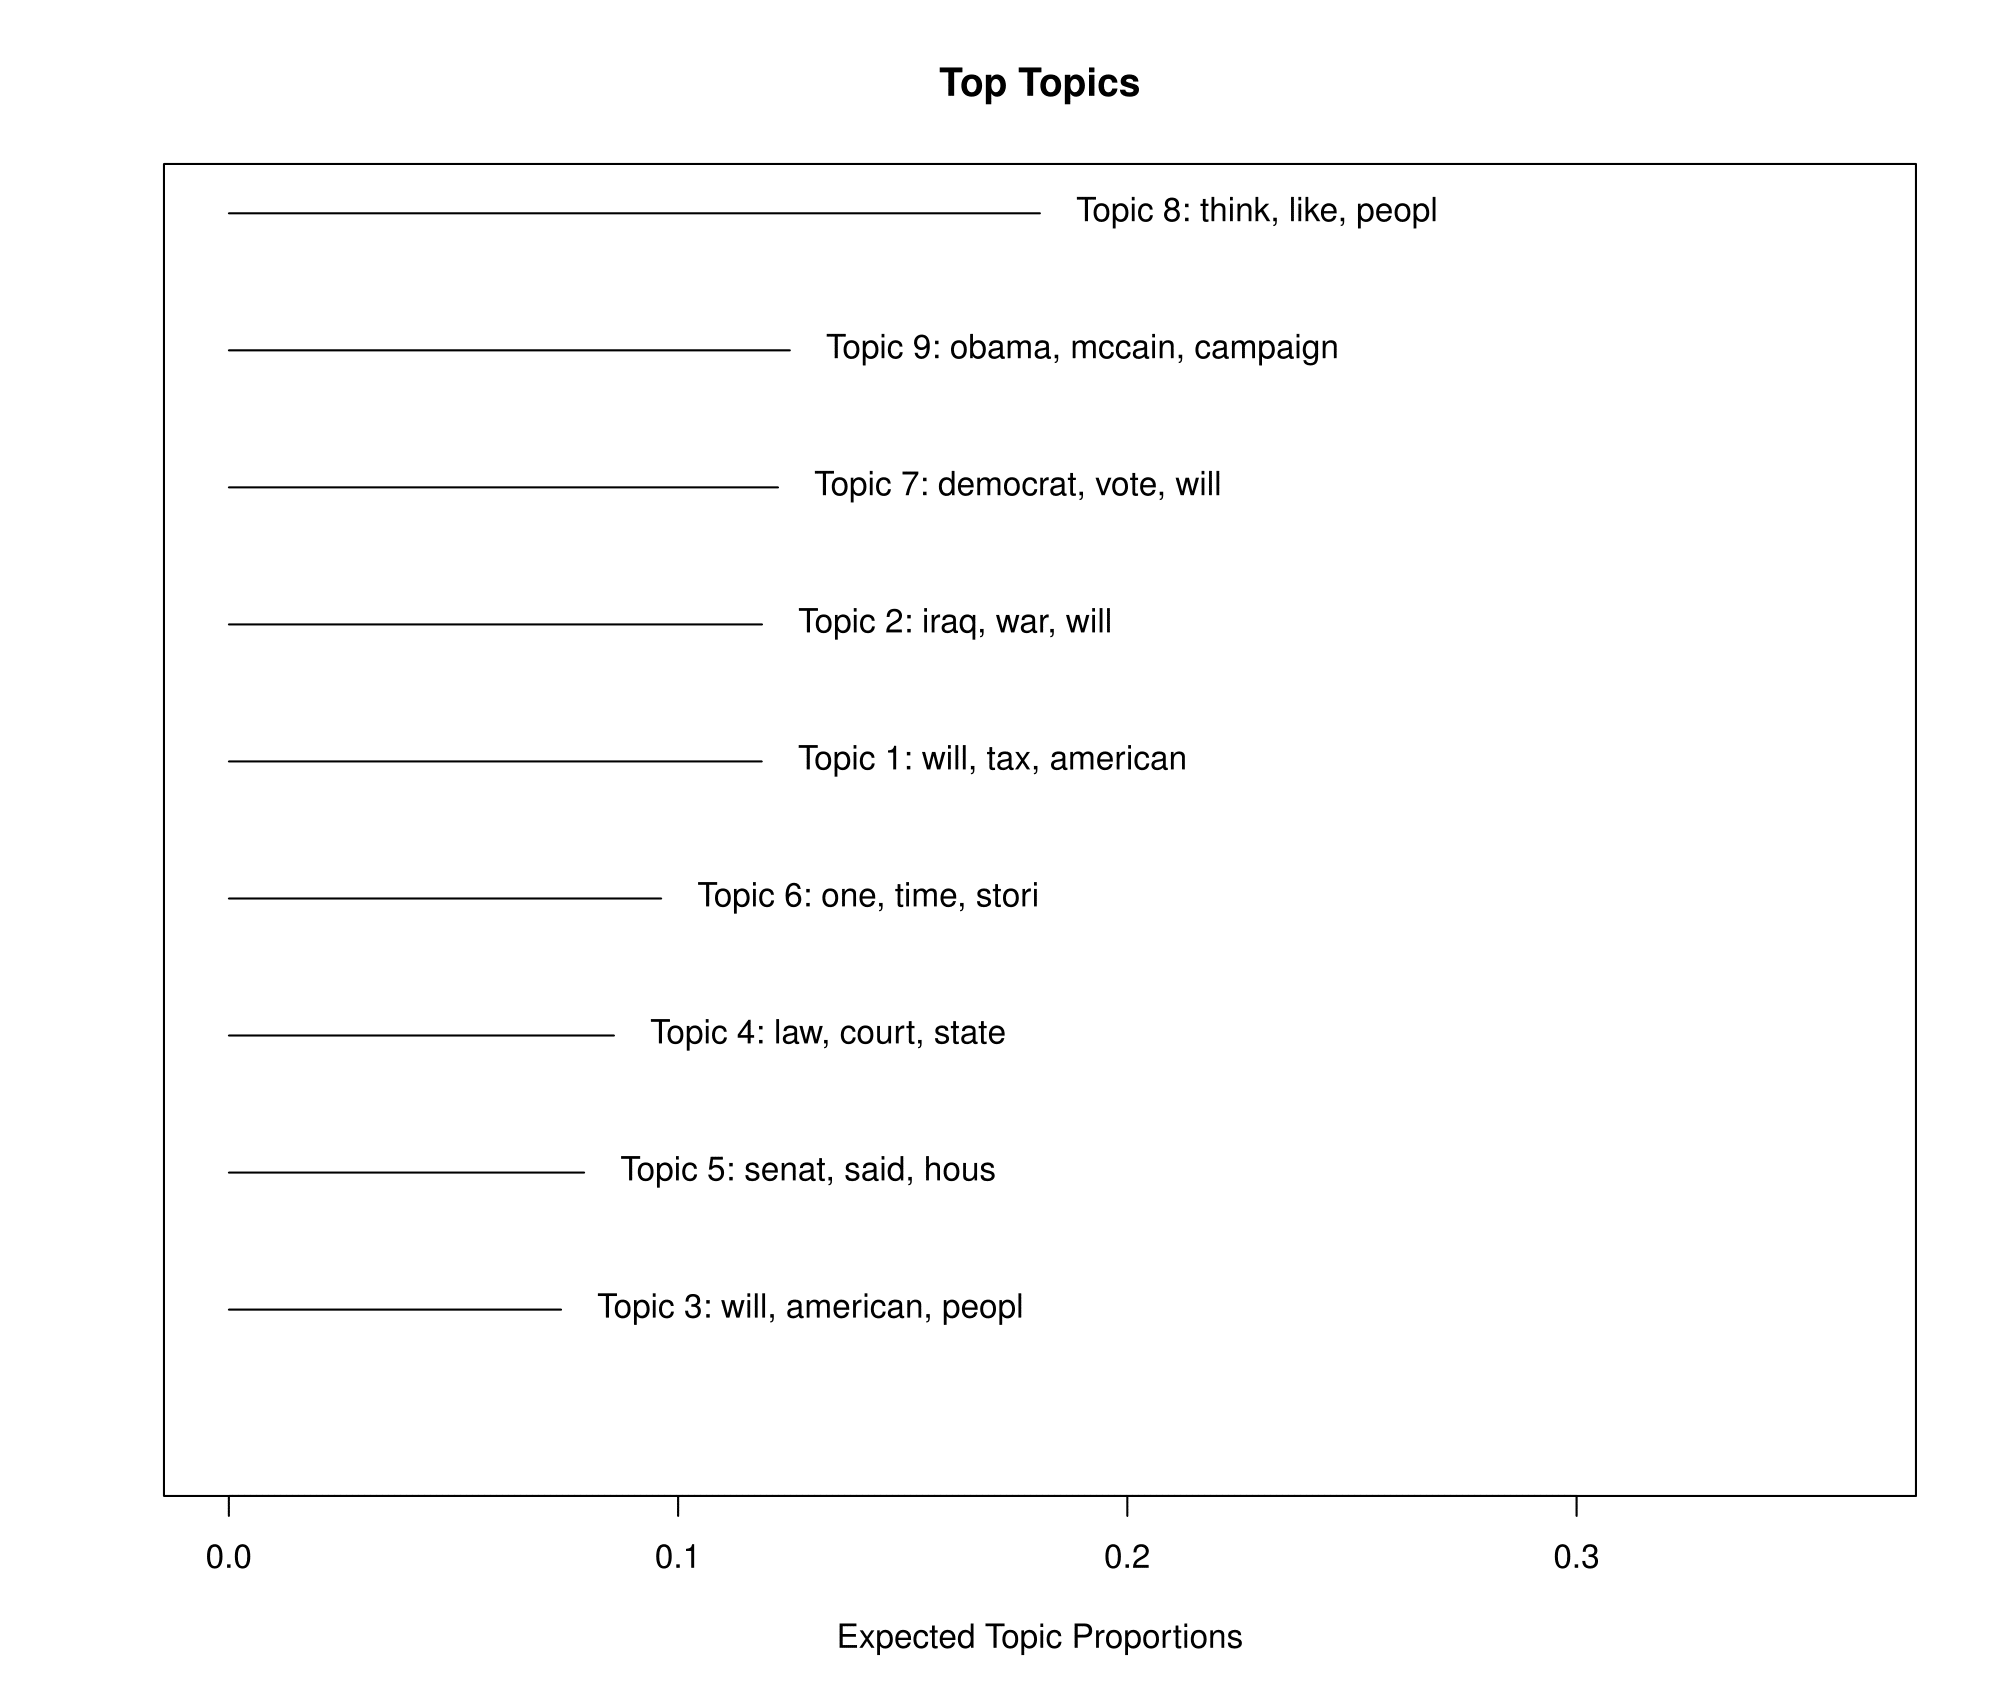 Top Topics
Topic 8: think, like, peopl
Topic 9: obama, mccain, campaign
Topic 7: democrat, vote, will
Topic 2: iraq, war, will
Topic 1: will, tax, american
Topic 6: one, time, stori
Topic 4: law, court, state
Topic 5: senat, said, hous
Topic 3: will, american, peopl
0.0 0.1 0.2 0.3
Expected Topic Proportions